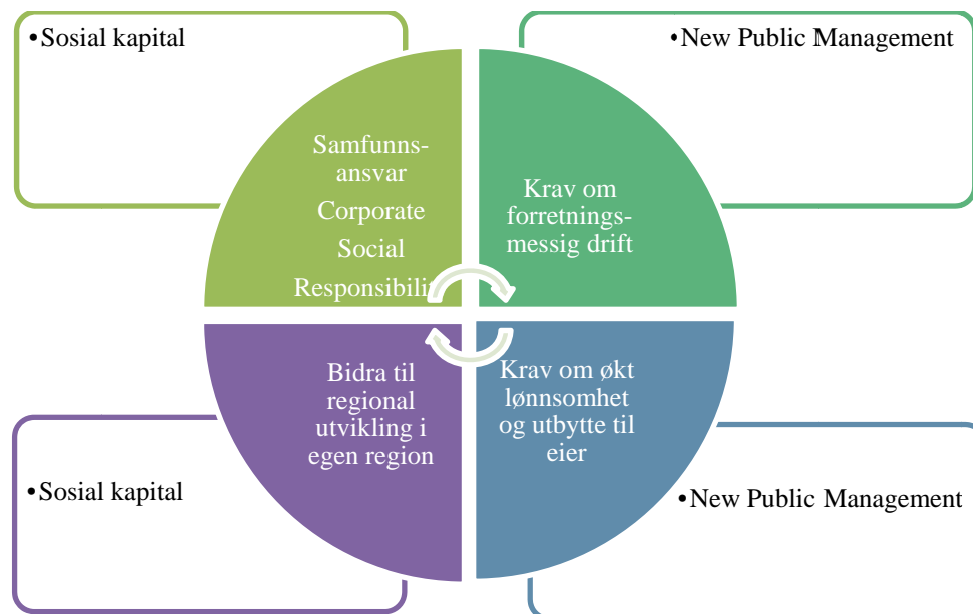 •Sosial kapital
•New Public Management
Samfunns-
ansvar
Corporate
Social
Responsibilit
Krav om
forretnings-
messig drift
Bidra til
regional
utvikling i
egen region
Krav om økt
lønnsomhet
og utbytte til
eier
•Sosial kapital
•New Public Management